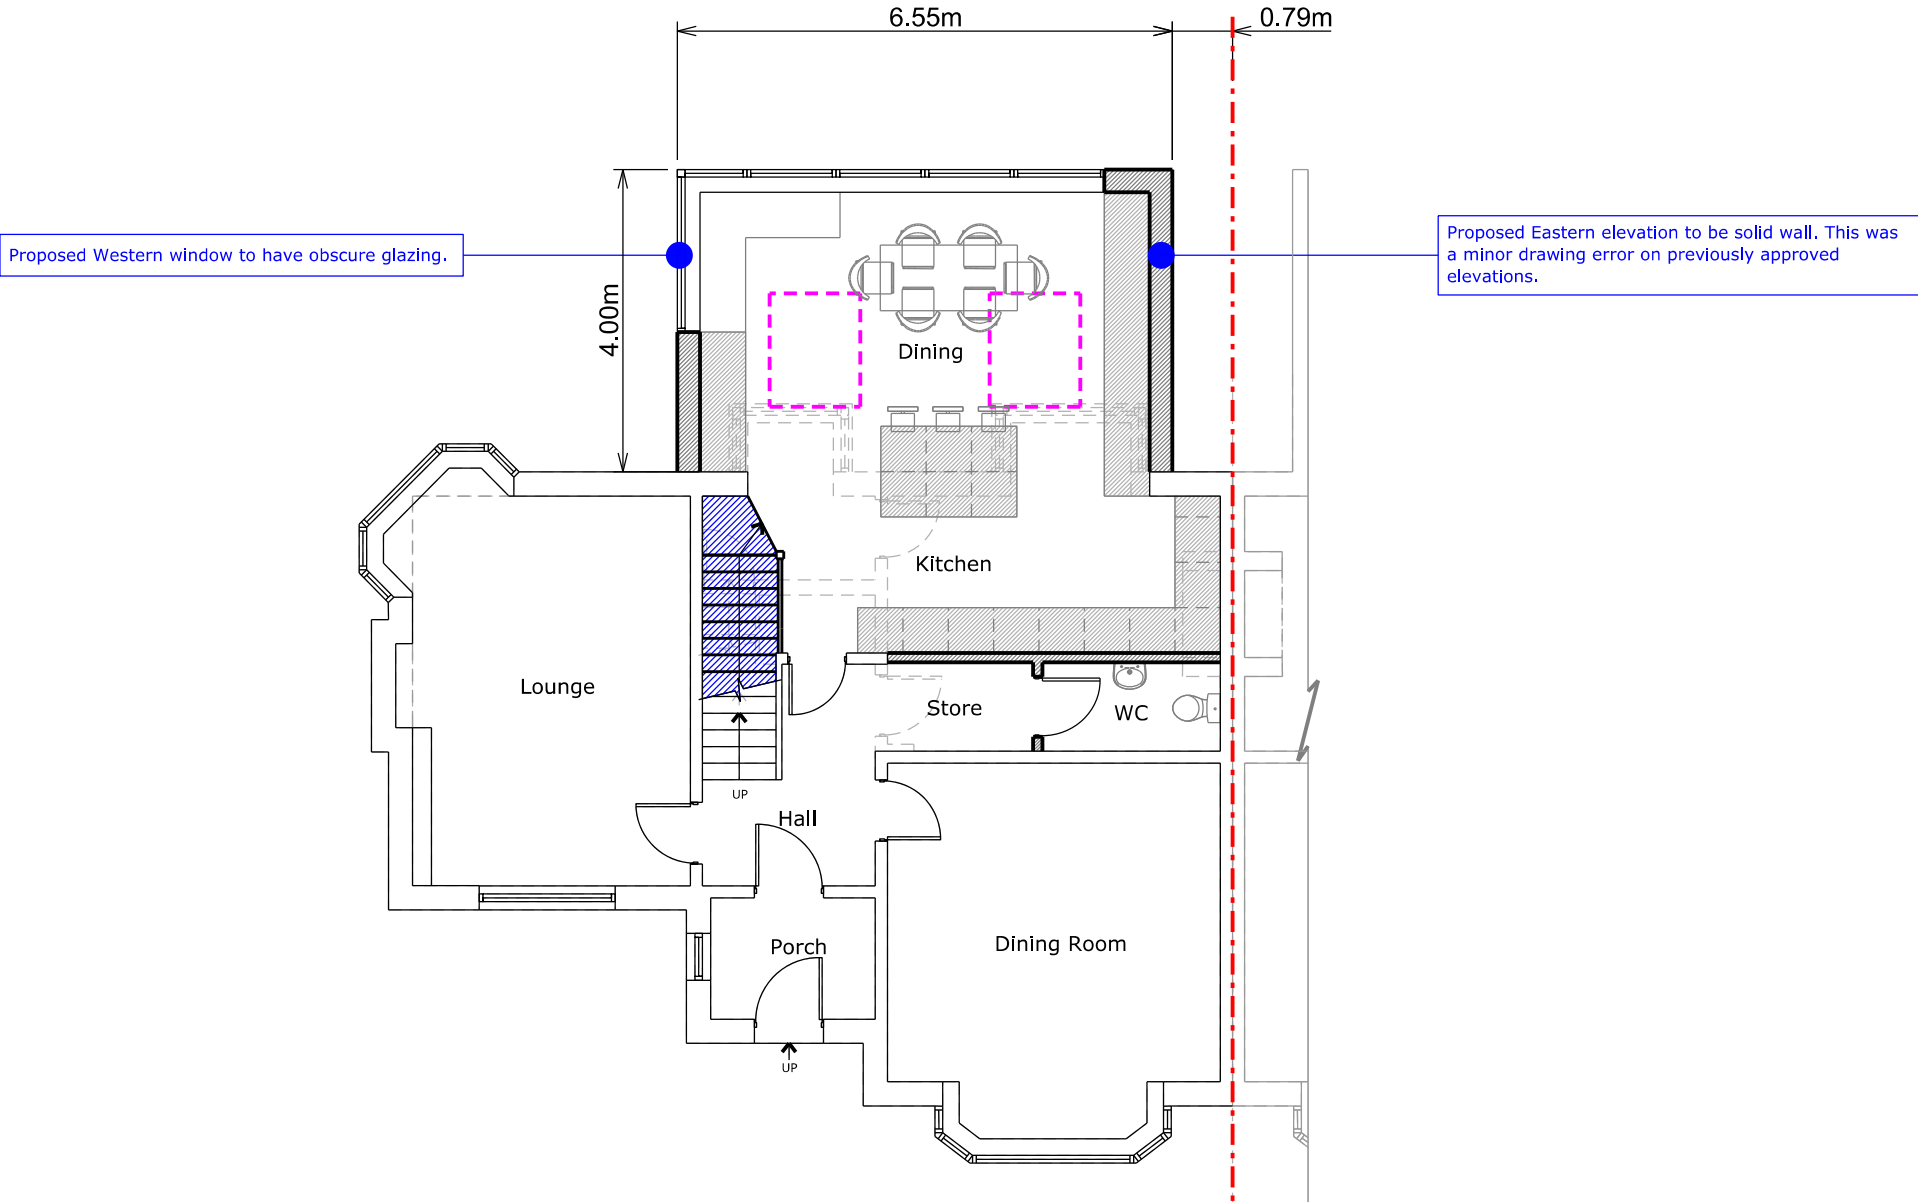 6.55m
0.79m
Proposed Western window to have obscure glazing.
Proposed Eastern elevation to be solid wall. This was
a minor drawing error on previously approved
elevations.
4.00m
Dining
Kitchen
Lounge
Store
WC
UP
Hall
Porch
Dining Room
UP